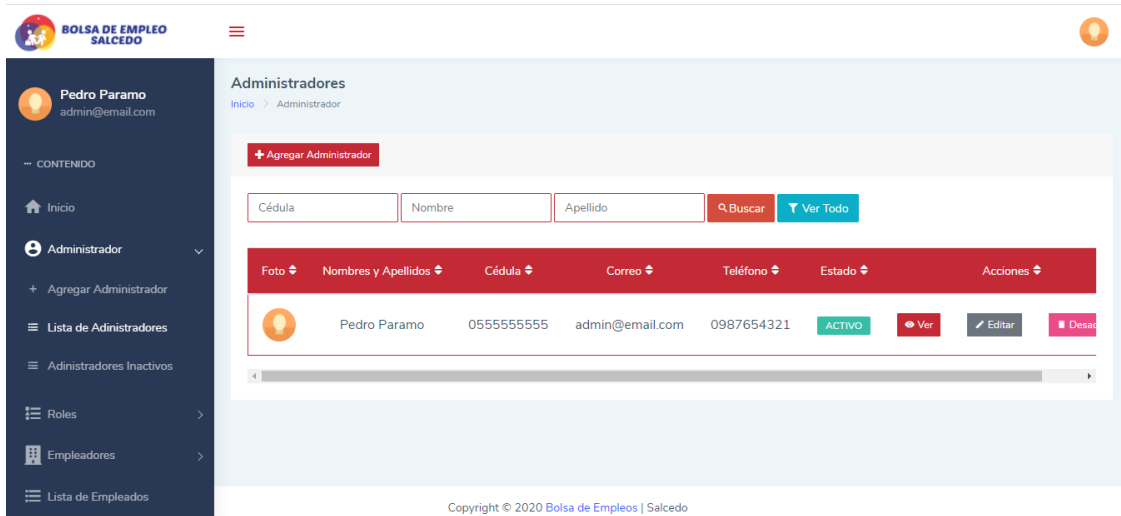 BOLSA DE EMPLEO
SALCEDO
Pedro Paramo
admin@email.com
··· CONTENIDO
Inicio
Administrador
+ Agregar Administrador
Lista de Adinistradores
Adinistradores Inactivos
Roles
Empleadores
Lista de Empleados
Administradores
Inicio > Administrador
+ Agregar Administrador
Cédula Nombre Apellido Buscar Ver Todo
Foto Nombres y Apellidos Cédula Correo Teléfono Estado Acciones
Pedro Paramo 0555555555 admin@email.com 0987654321 ACTIVO Ver Editar Desac
Copyright © 2020 Bolsa de Empleos | Salcedo